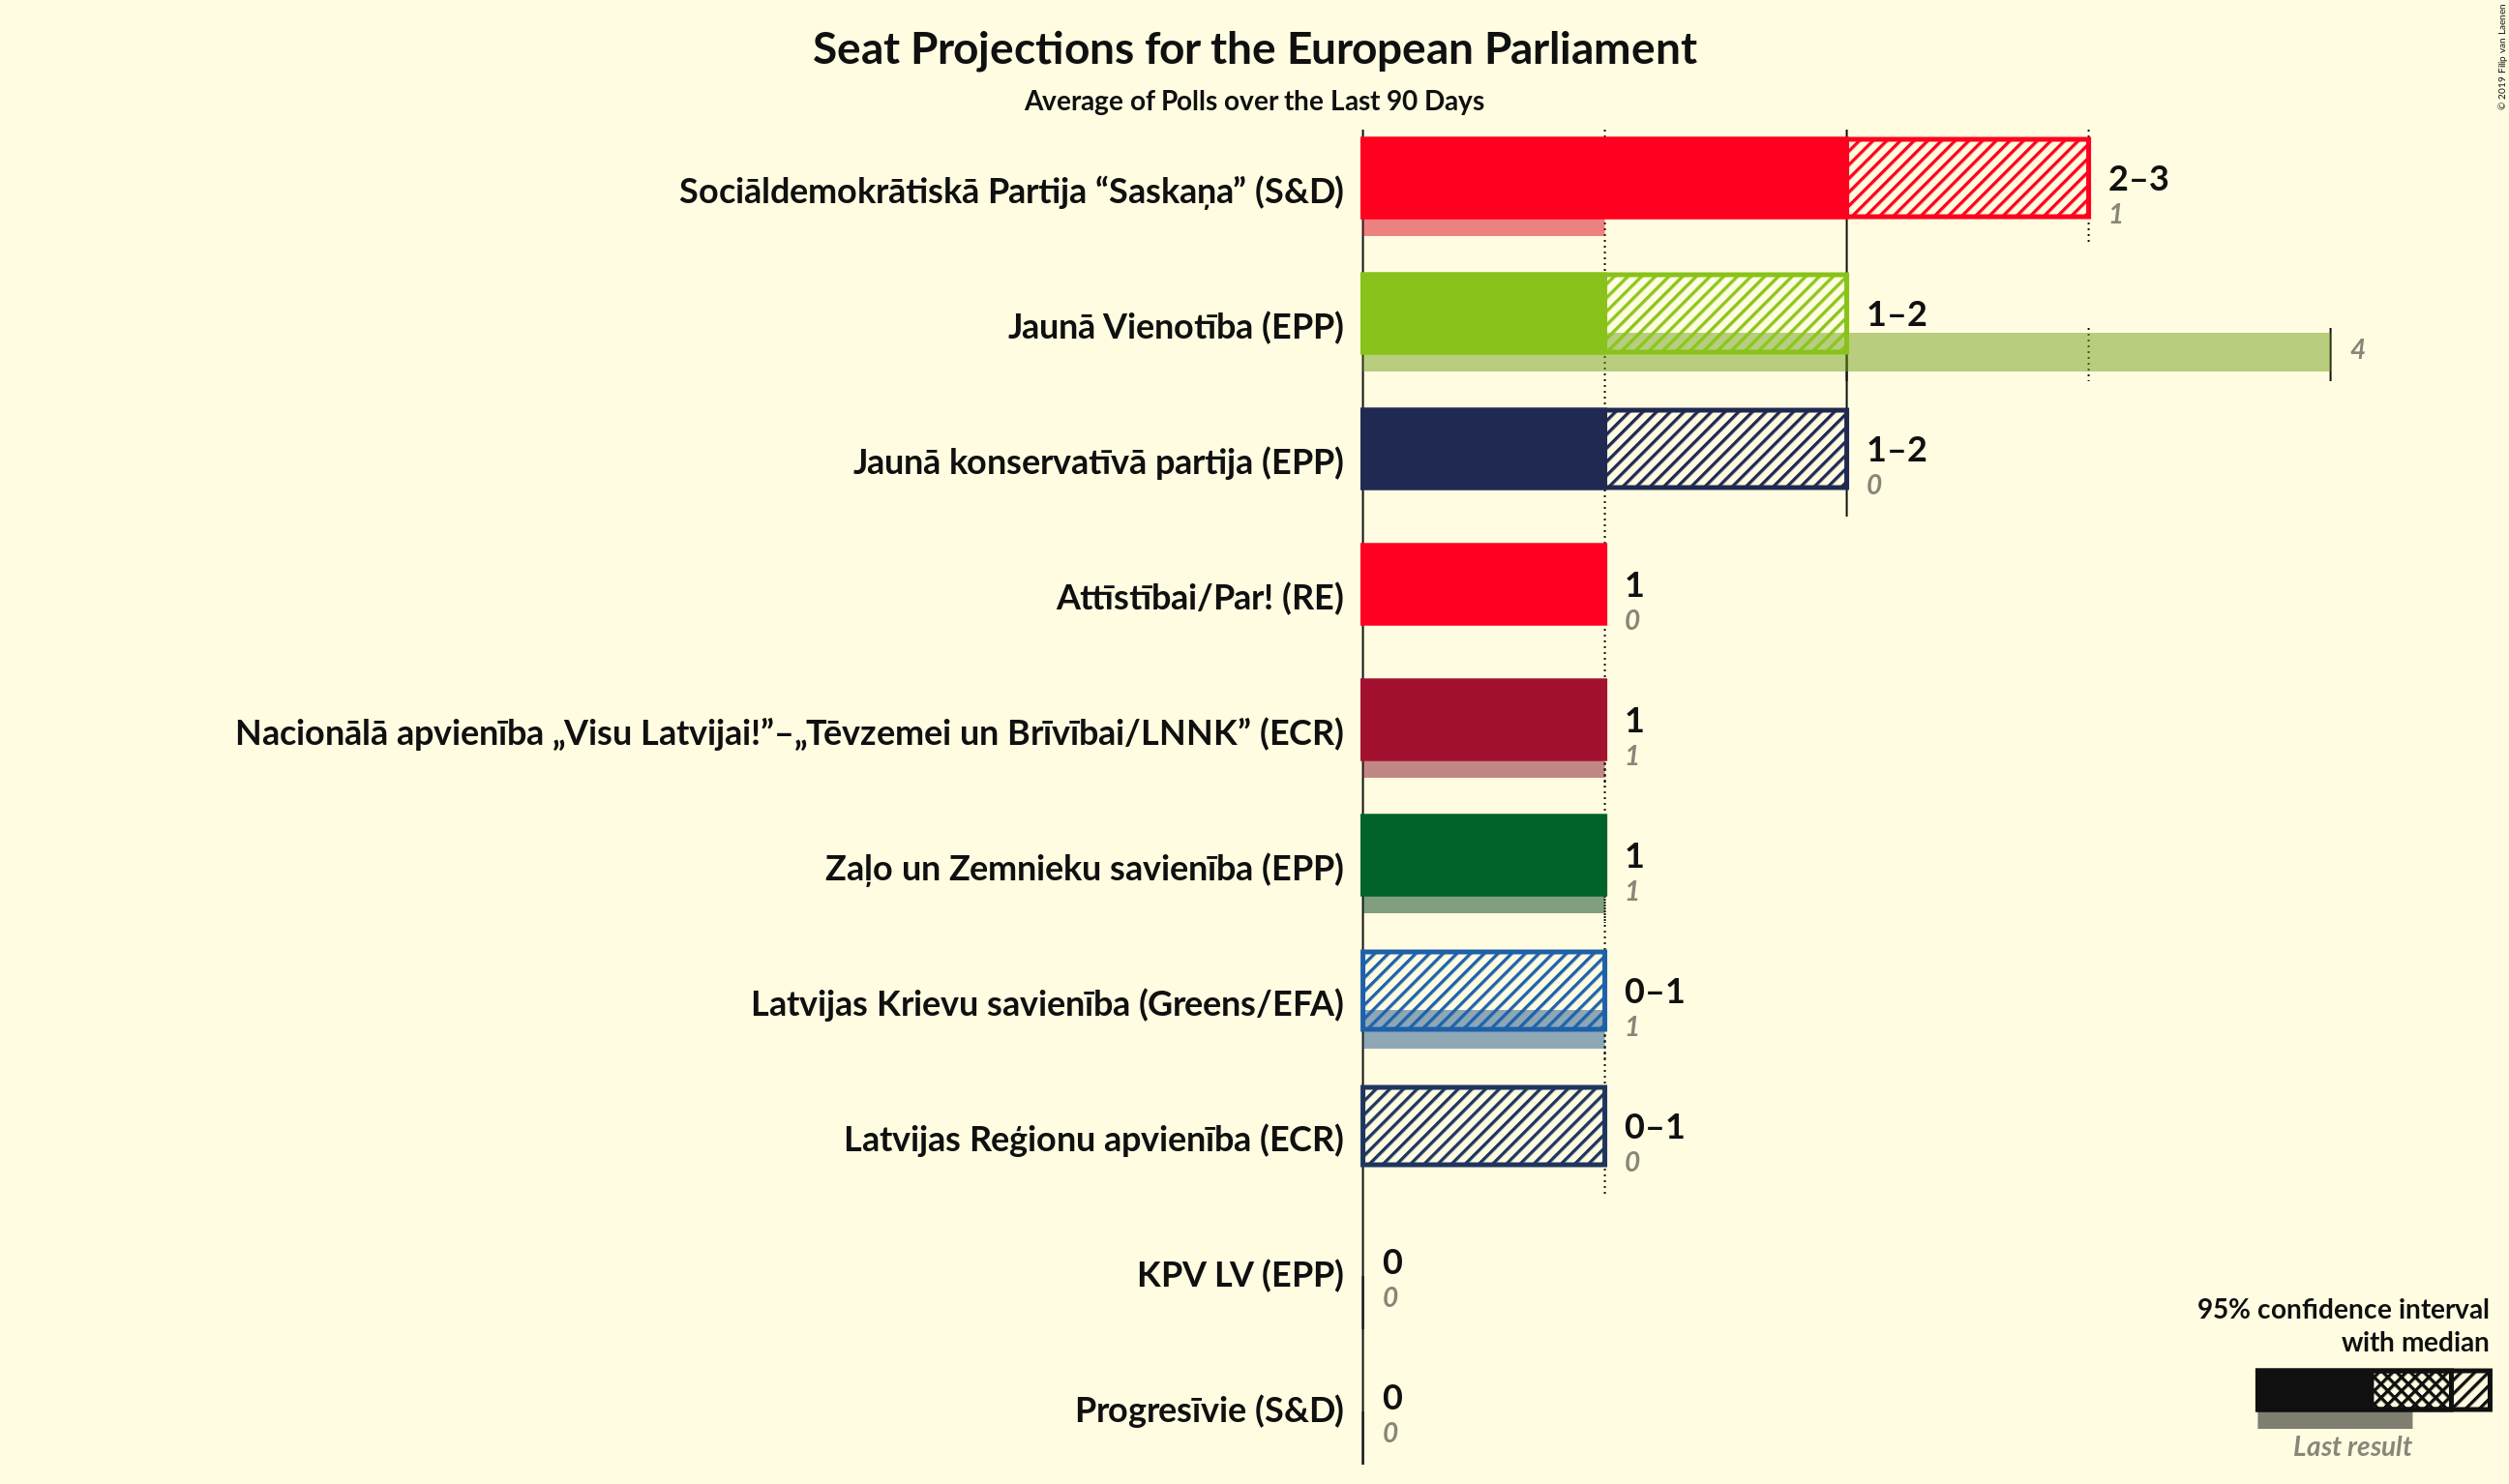 Seat Projections for the European Parliament
Average of Polls over the Last 90 Days
© 2019 Filip van Laenen
Sociāldemokrātiskā Partija “Saskaņa” (S&D)
2–3
1
Jaunā Vienotība (EPP)
1–2
4
Jaunā konservatīvā partija (EPP)
1–2
0
Attīstībai/Par! (RE)
1
0
Nacionālā apvienība „Visu Latvijai!”–„Tēvzemei un Brīvībai/LNNK” (ECR)
1
1
Zaļo un Zemnieku savienība (EPP)
1
1
Latvijas Krievu savienība (Greens/EFA)
0–1
1
Latvijas Reģionu apvienība (ECR)
0–1
0
KPV LV (EPP)
0
0
Progresīvie (S&D)
0
0
95% confidence interval
with median
Last result